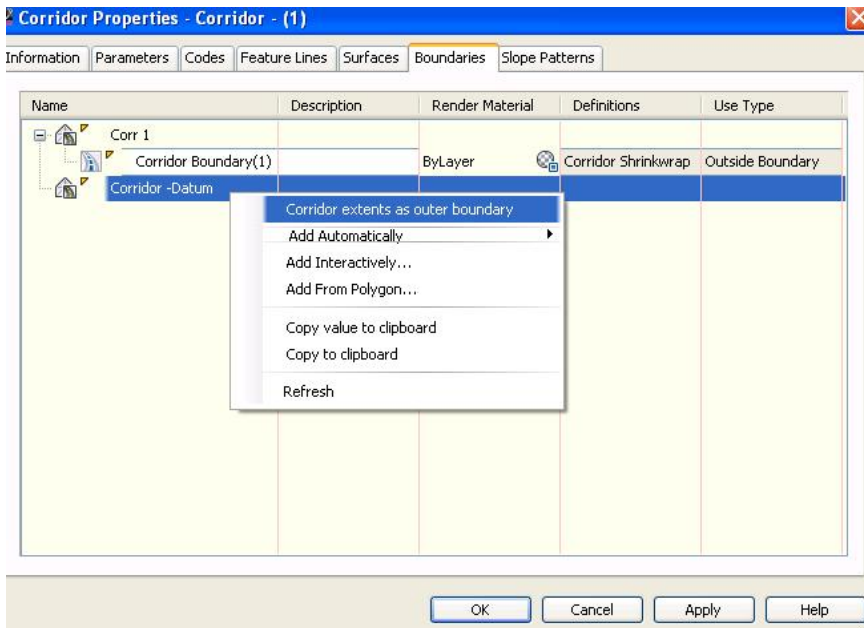 Corridor Properties - Corridor - (1)
Information Parameters Codes Feature Lines Surfaces Boundaries Slope Patterns
Name Description Render Material Definitions Use Type
Corr 1
Corridor Boundary(1) ByLayer Corridor Shrinkwrap Outside Boundary
Corridor -Datum
Corridor extents as outer boundary
Add Automatically
Add Interactively...
Add From Polygon...
Copy value to clipboard
Copy to clipboard
Refresh
OK Cancel Apply Help